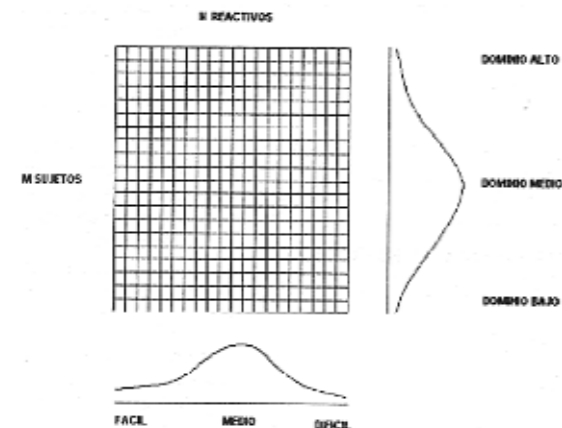 N REACTIVOS
DOMINIO ALTO
M SUJETOS
DOMINIO MEDIO
DOMINIO BAJO
FACIL
MEDIO
DIFICIL